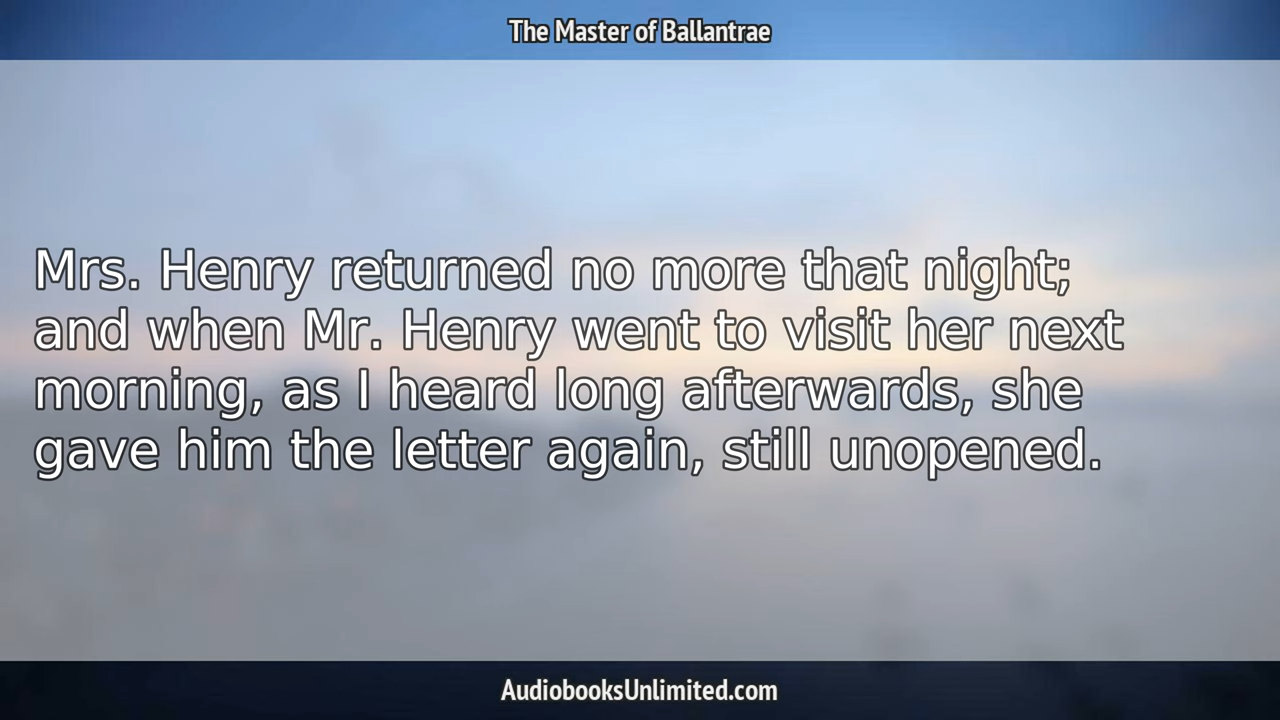 The Master of Ballantrae
Mrs. Henry returned no more that night;
and when Mr. Henry went to visit her next
morning, as I heard long afterwards, she
gave him the letter again, still unopened.
AudiobooksUnlimited.com